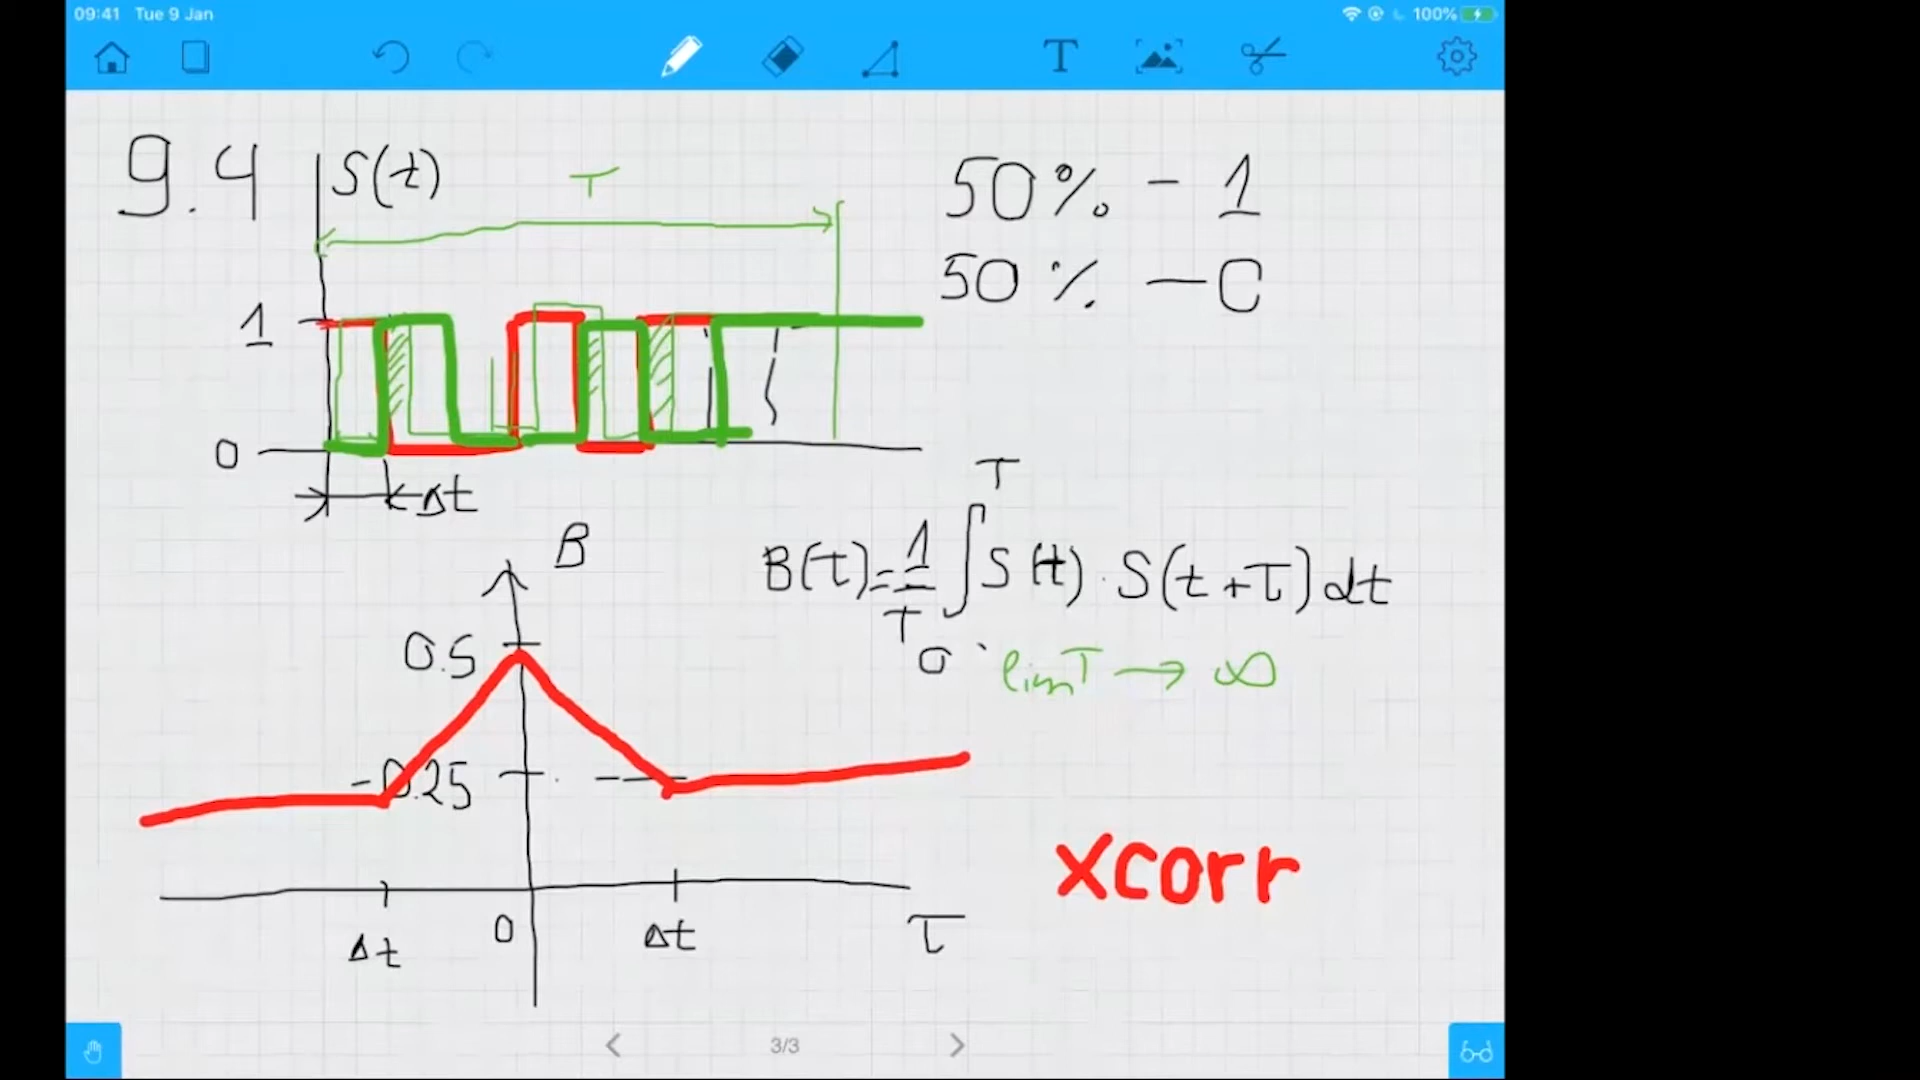 09:41 Tue 9 Jan 100%
T
9.4 S(t) T
50% - 1
50% - 0
1
0
Δt
B
B(τ) = 1/T ∫ S(t) · S(t+τ) dt
T
0
lim T → ∞
0.5
0.25
xcorr
Δt 0 Δt τ
3/3